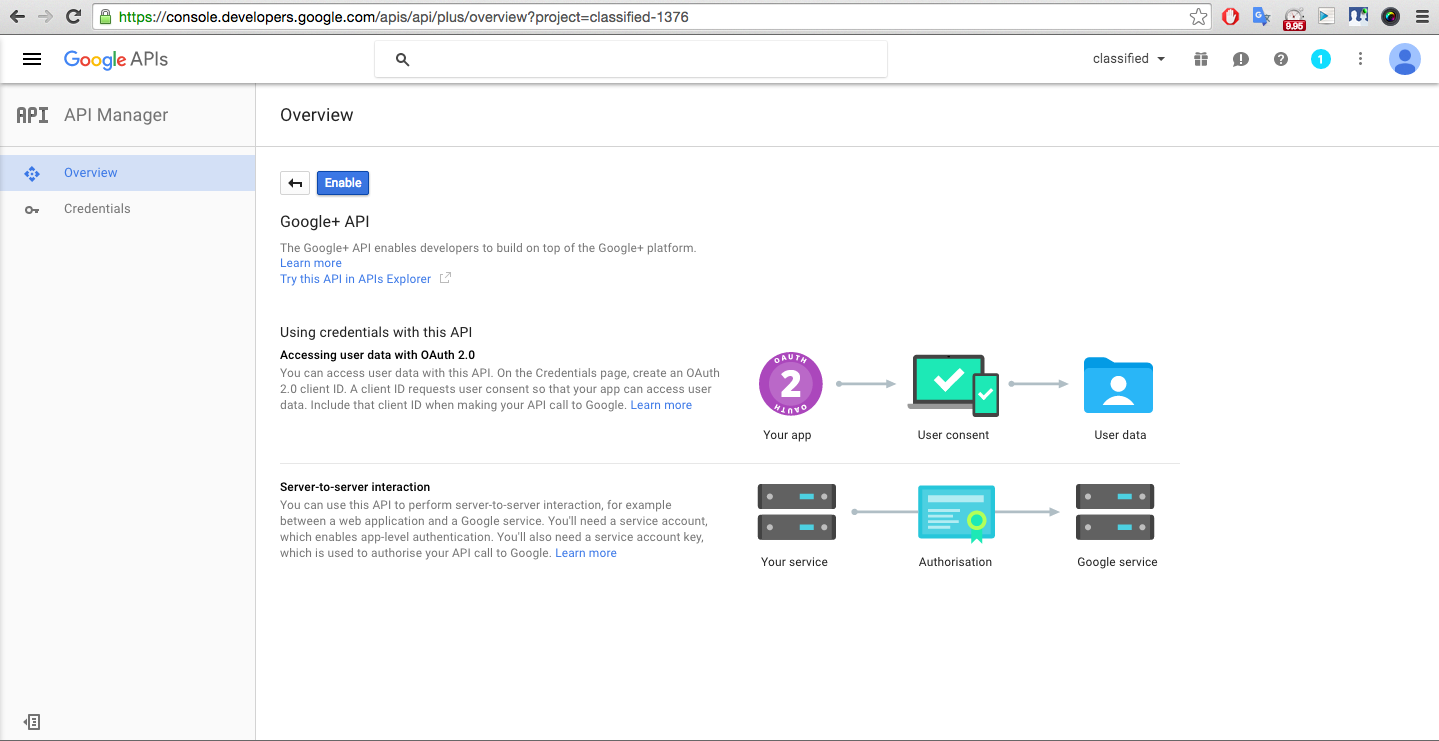 https://console.developers.google.com/apis/api/plus/overview?project=classified-1376
9.95
Google APIs
classified
1
API
API Manager
Overview
Overview
Credentials
Enable
Google+ API
The Google+ API enables developers to build on top of the Google+ platform.
Learn more
Try this API in APIs Explorer
Using credentials with this API
Accessing user data with OAuth 2.0
You can access user data with this API. On the Credentials page, create an OAuth
2.0 client ID. A client ID requests user consent so that your app can access user
data. Include that client ID when making your API call to Google. Learn more
OAUTH
2
OAUTH
Your app
User consent
User data
Server-to-server interaction
You can use this API to perform server-to-server interaction, for example
between a web application and a Google service. You'll need a service account,
which enables app-level authentication. You'll also need a service account key,
which is used to authorise your API call to Google. Learn more
Your service
Authorisation
Google service